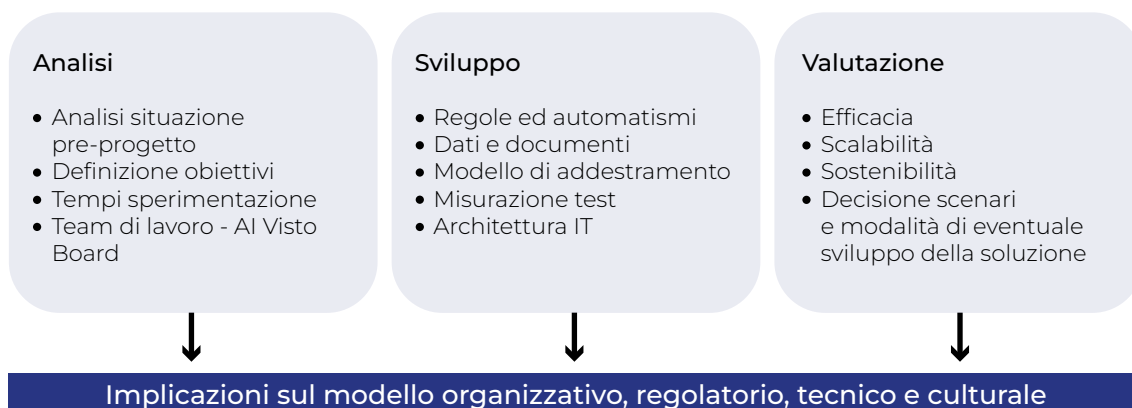 Analisi
• Analisi situazione
pre-progetto
• Definizione obiettivi
• Tempi sperimentazione
• Team di lavoro - AI Visto
Board
Sviluppo
• Regole ed automatismi
• Dati e documenti
• Modello di addestramento
• Misurazione test
• Architettura IT
Valutazione
• Efficacia
• Scalabilità
• Sostenibilità
• Decisione scenari
e modalità di eventuale
sviluppo della soluzione
Implicazioni sul modello organizzativo, regolatorio, tecnico e culturale